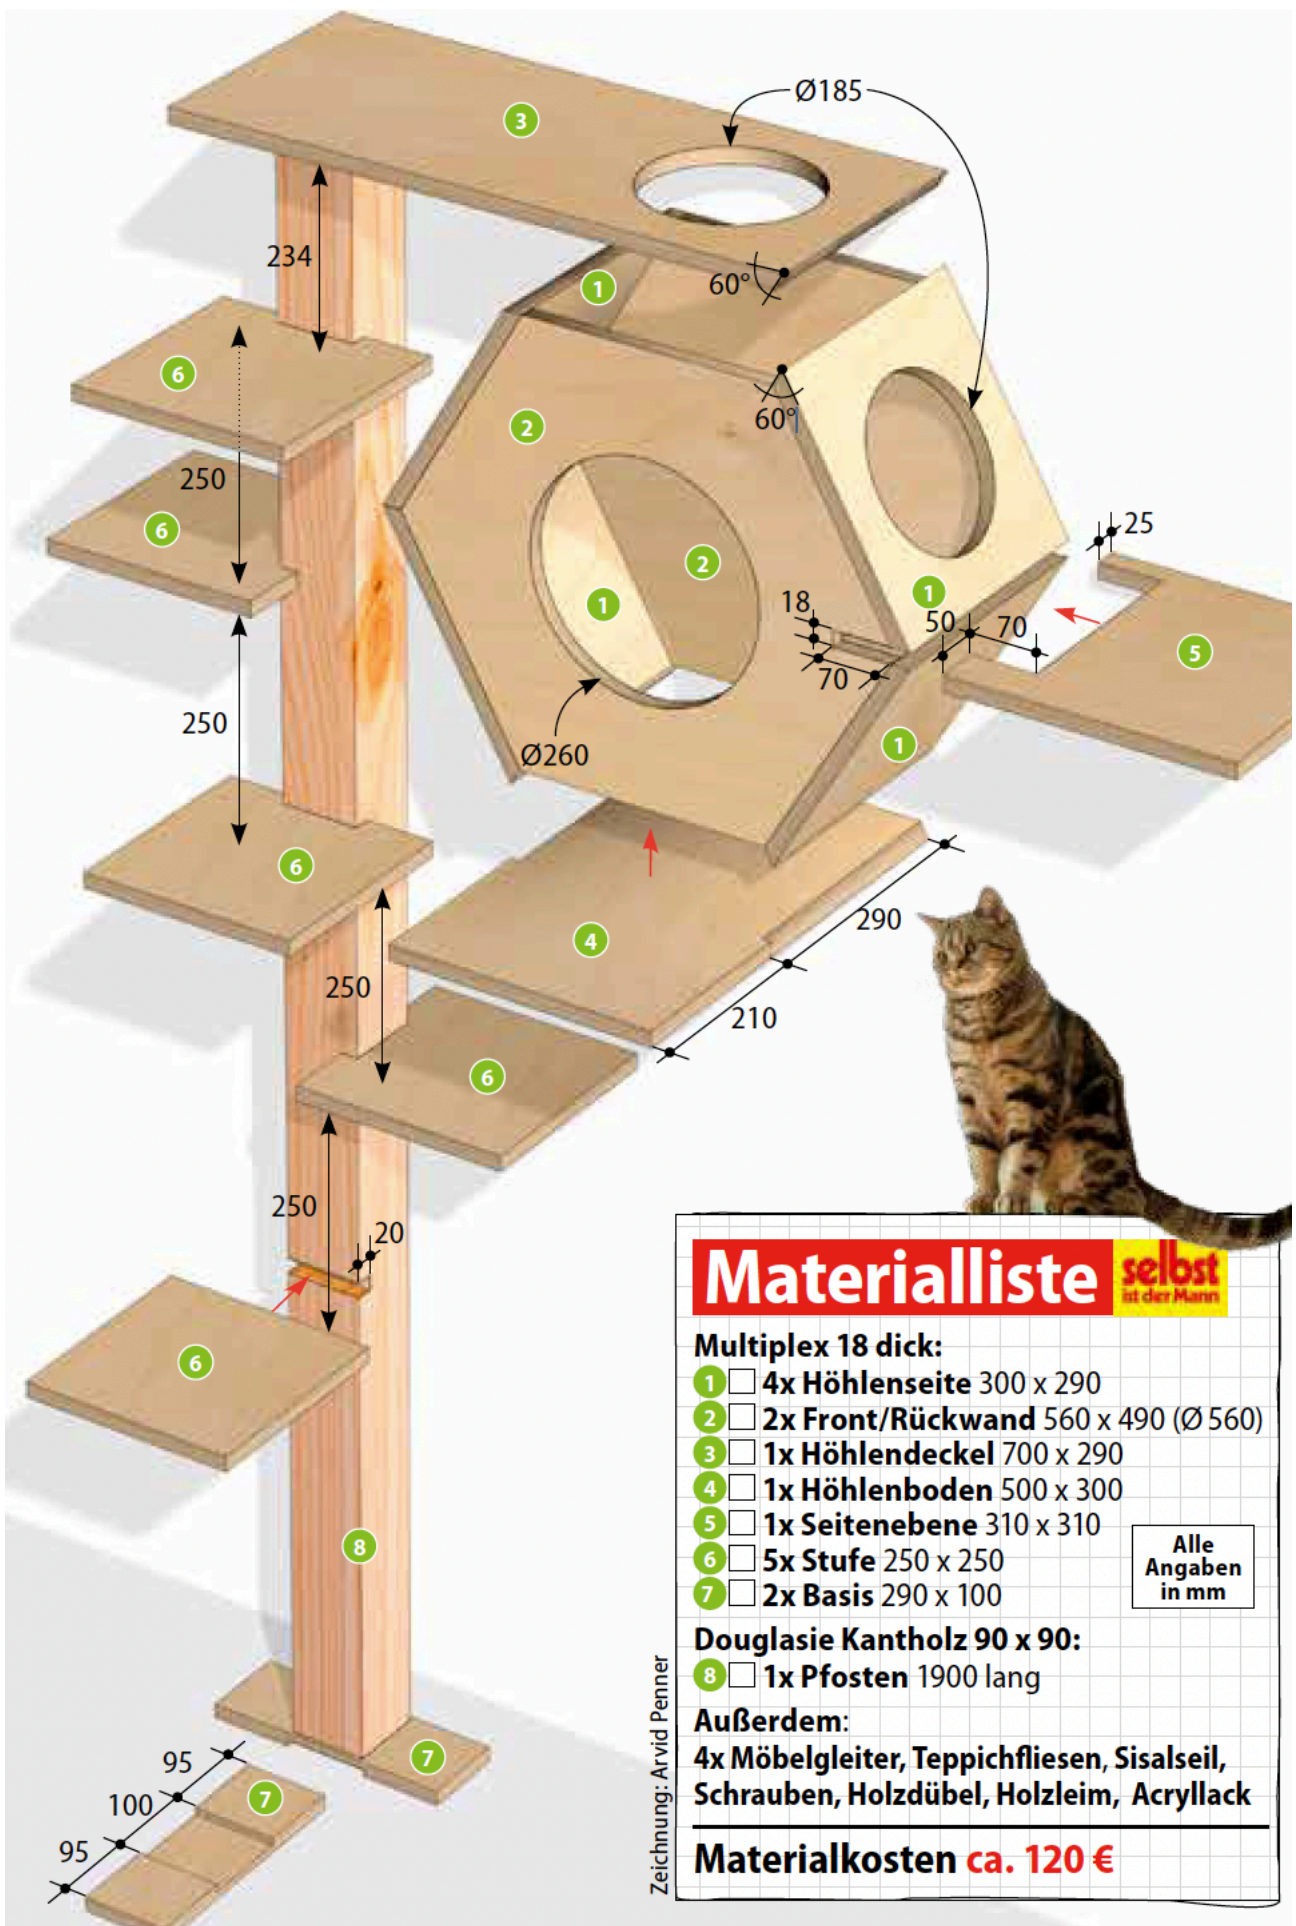 Ø185
3
234
60°
1
6
2
60°
250
6
2
25
1
18
1
50
70
5
70
250
1
Ø260
6
290
4
250
210
6
250
20
6
8
95
7
7
100
95
Materialliste
selbst
ist der Mann
Multiplex 18 dick:
1 4x Höhlenseite 300 x 290
2 2x Front/Rückwand 560 x 490 (Ø 560)
3 1x Höhlendeckel 700 x 290
4 1x Höhlenboden 500 x 300
5 1x Seitenebene 310 x 310
6 5x Stufe 250 x 250
7 2x Basis 290 x 100
Alle
Angaben
in mm
Douglasie Kantholz 90 x 90:
8 1x Pfosten 1900 lang
Außerdem:
4x Möbelgleiter, Teppichfliesen, Sisalseil,
Schrauben, Holzdübel, Holzleim, Acryllack
Materialkosten ca. 120 €
Zeichnung: Arvid Penner